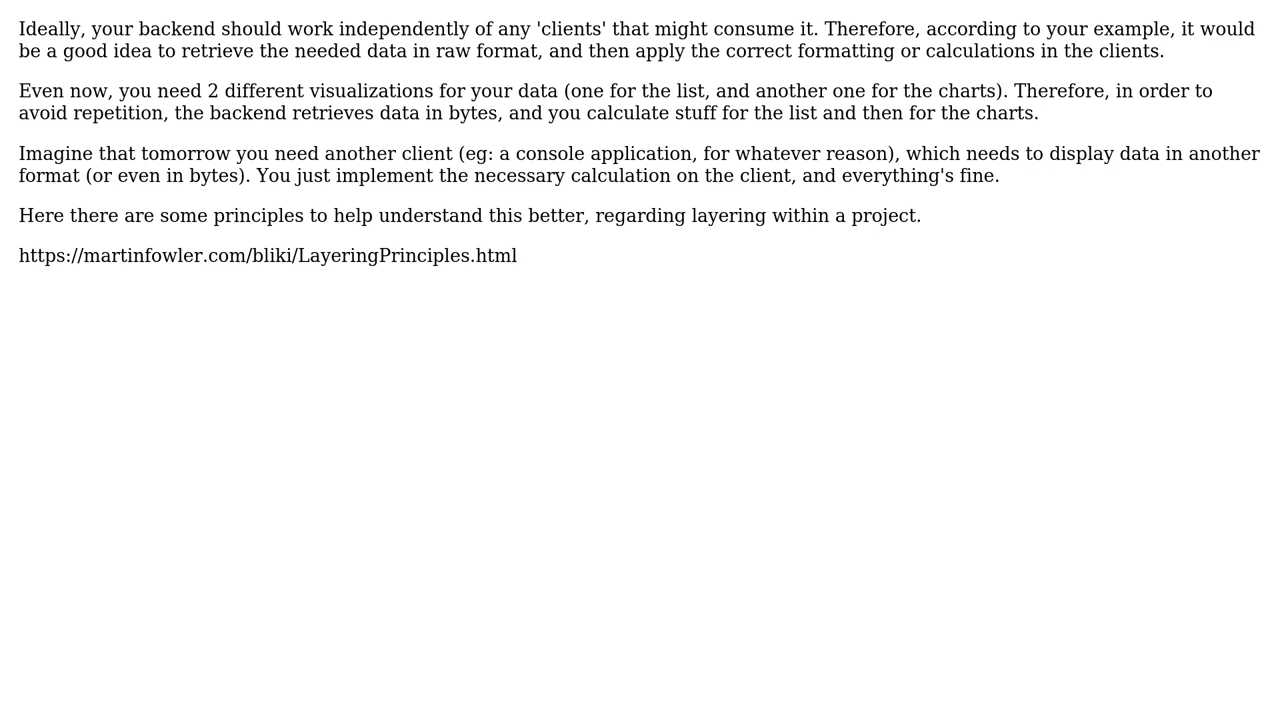 Ideally, your backend should work independently of any 'clients' that might consume it. Therefore, according to your example, it would
be a good idea to retrieve the needed data in raw format, and then apply the correct formatting or calculations in the clients.
Even now, you need 2 different visualizations for your data (one for the list, and another one for the charts). Therefore, in order to
avoid repetition, the backend retrieves data in bytes, and you calculate stuff for the list and then for the charts.
Imagine that tomorrow you need another client (eg: a console application, for whatever reason), which needs to display data in another
format (or even in bytes). You just implement the necessary calculation on the client, and everything's fine.
Here there are some principles to help understand this better, regarding layering within a project.
https://martinfowler.com/bliki/LayeringPrinciples.html